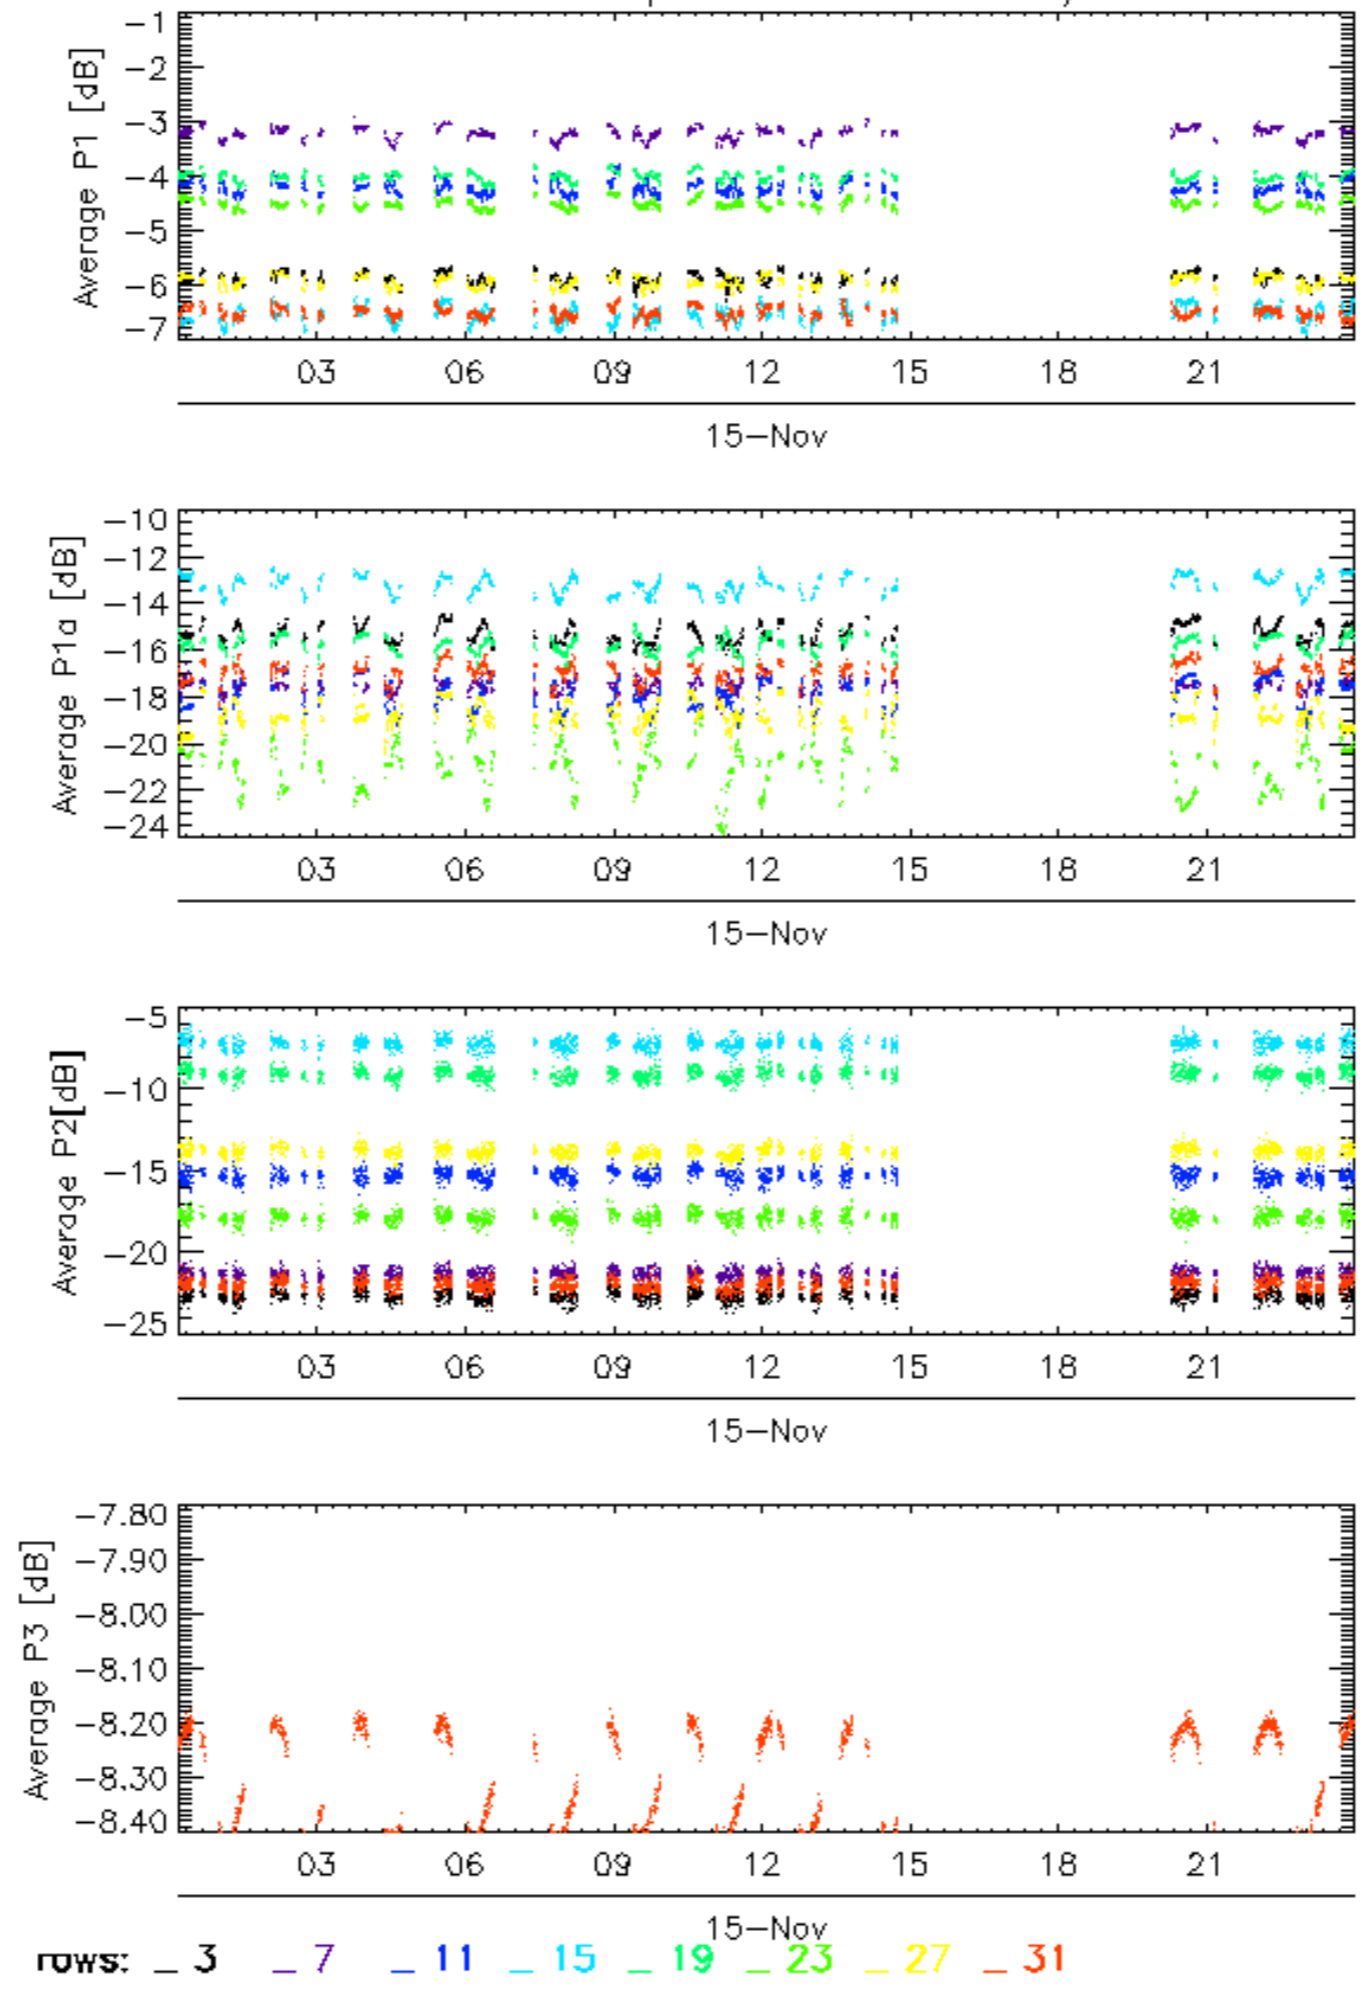 -1
-2
-3
-4
-5
-6
-7
Average P1 [dB]
03 06 09 12 15 18 21
15-Nov
-10
-12
-14
-16
-18
-20
-22
-24
Average P1a [dB]
03 06 09 12 15 18 21
15-Nov
-5
-10
-15
-20
-25
Average P2[dB]
03 06 09 12 15 18 21
15-Nov
-7.80
-7.90
-8.00
-8.10
-8.20
-8.30
-8.40
Average P3 [dB]
03 06 09 12 15 18 21
15-Nov
rows: _ 3 _ 7 _ 11 _ 15 _ 19 _ 23 _ 27 _ 31